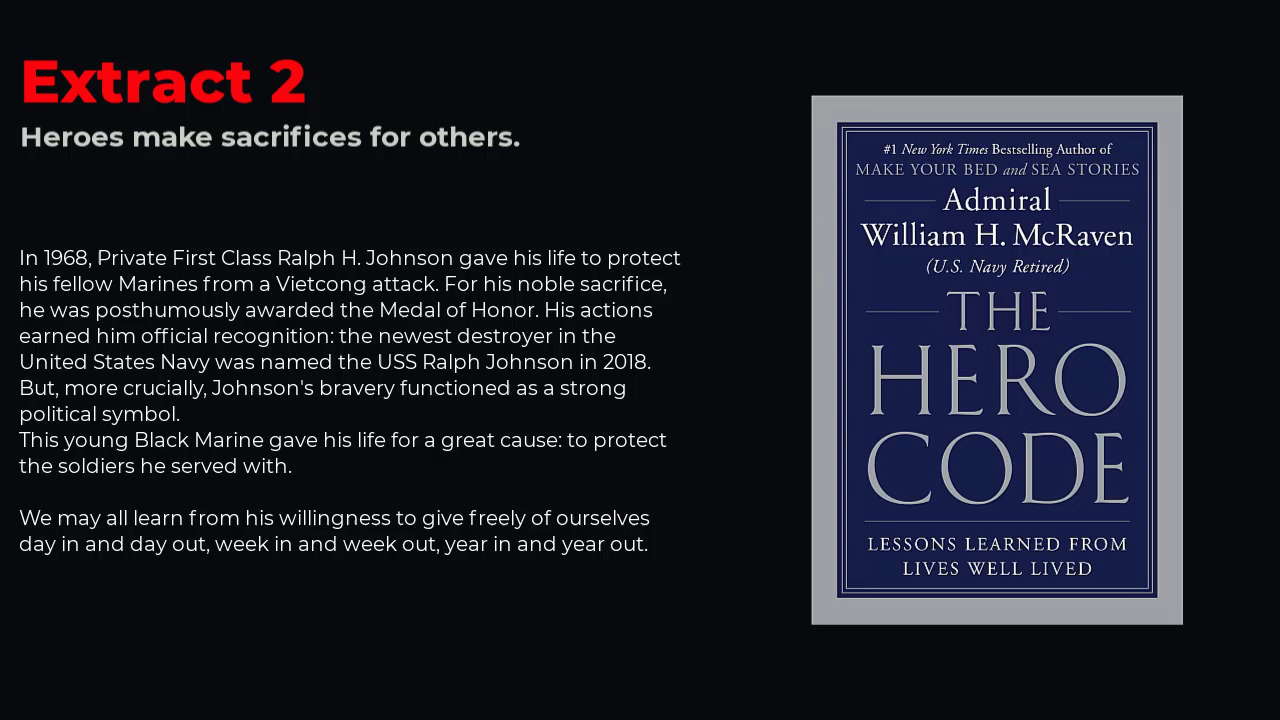 Extract 2
Heroes make sacrifices for others.
In 1968, Private First Class Ralph H. Johnson gave his life to protect
his fellow Marines from a Vietcong attack. For his noble sacrifice,
he was posthumously awarded the Medal of Honor. His actions
earned him official recognition: the newest destroyer in the
United States Navy was named the USS Ralph Johnson in 2018.
But, more crucially, Johnson's bravery functioned as a strong
political symbol.
This young Black Marine gave his life for a great cause: to protect
the soldiers he served with.
We may all learn from his willingness to give freely of ourselves
day in and day out, week in and week out, year in and year out.
#1 New York Times Bestselling Author of
MAKE YOUR BED and SEA STORIES
Admiral
William H. McRaven
(U.S. Navy Retired)
THE
HERO
CODE
LESSONS LEARNED FROM
LIVES WELL LIVED